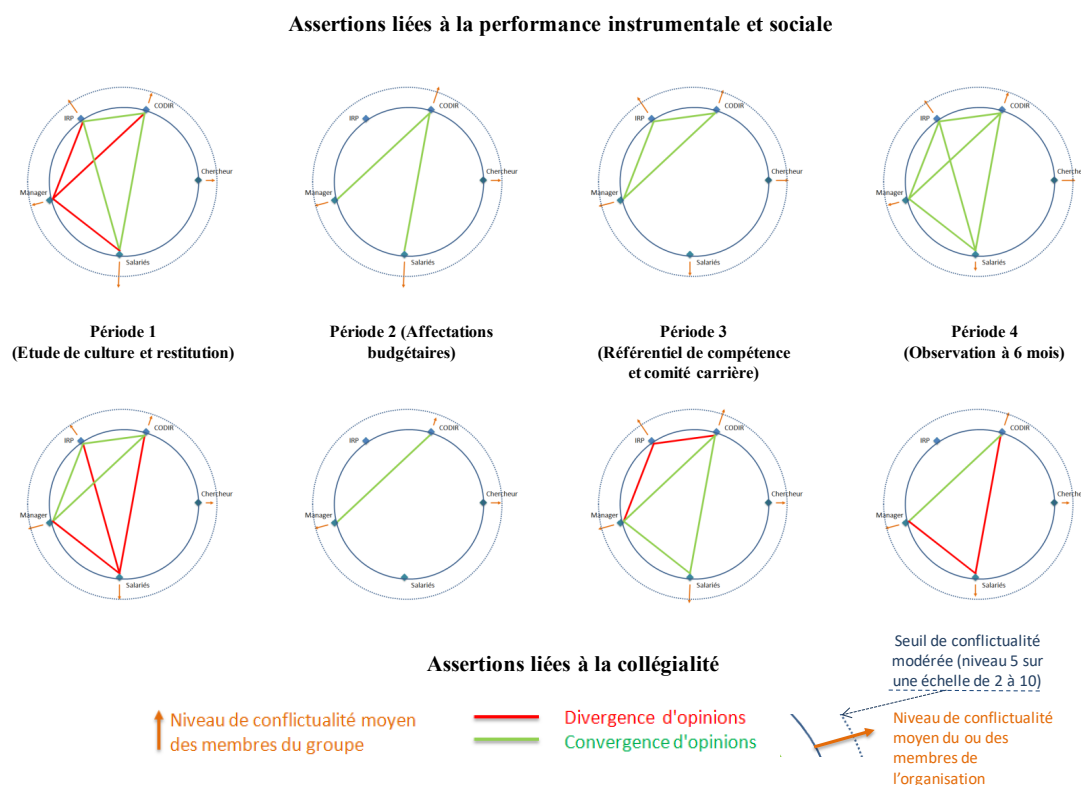 Assertions liées à la performance instrumentale et sociale
IRP
CODIR
Chercheur
Manager
Salariés
IRP
CODIR
Chercheur
Manager
Salariés
IRP
CODIR
Chercheur
Manager
Salariés
IRP
CODIR
Cherche
Manager
Salariés
Période 1
(Etude de culture et restitution)
Période 2 (Affectations
budgétaires)
Période 3
(Référentiel de compétence
et comité carrière)
Période 4
(Observation à 6 mois)
IRP
CODIR
Chercheur
Manager
Salariés
IRP
CODIR
Chercheur
Manager
Salariés
IRP
CODIR
Chercheur
Manager
Salariés
IRP
CODIR
Cherche
Manager
Salariés
Assertions liées à la collégialité
Seuil de conflictualité
modérée (niveau 5 sur
une échelle de 2 à 10)
Niveau de conflictualité moyen
des membres du groupe
Divergence d'opinions
Convergence d'opinions
Niveau de conflictualité
moyen du ou des
membres de
l'organisation